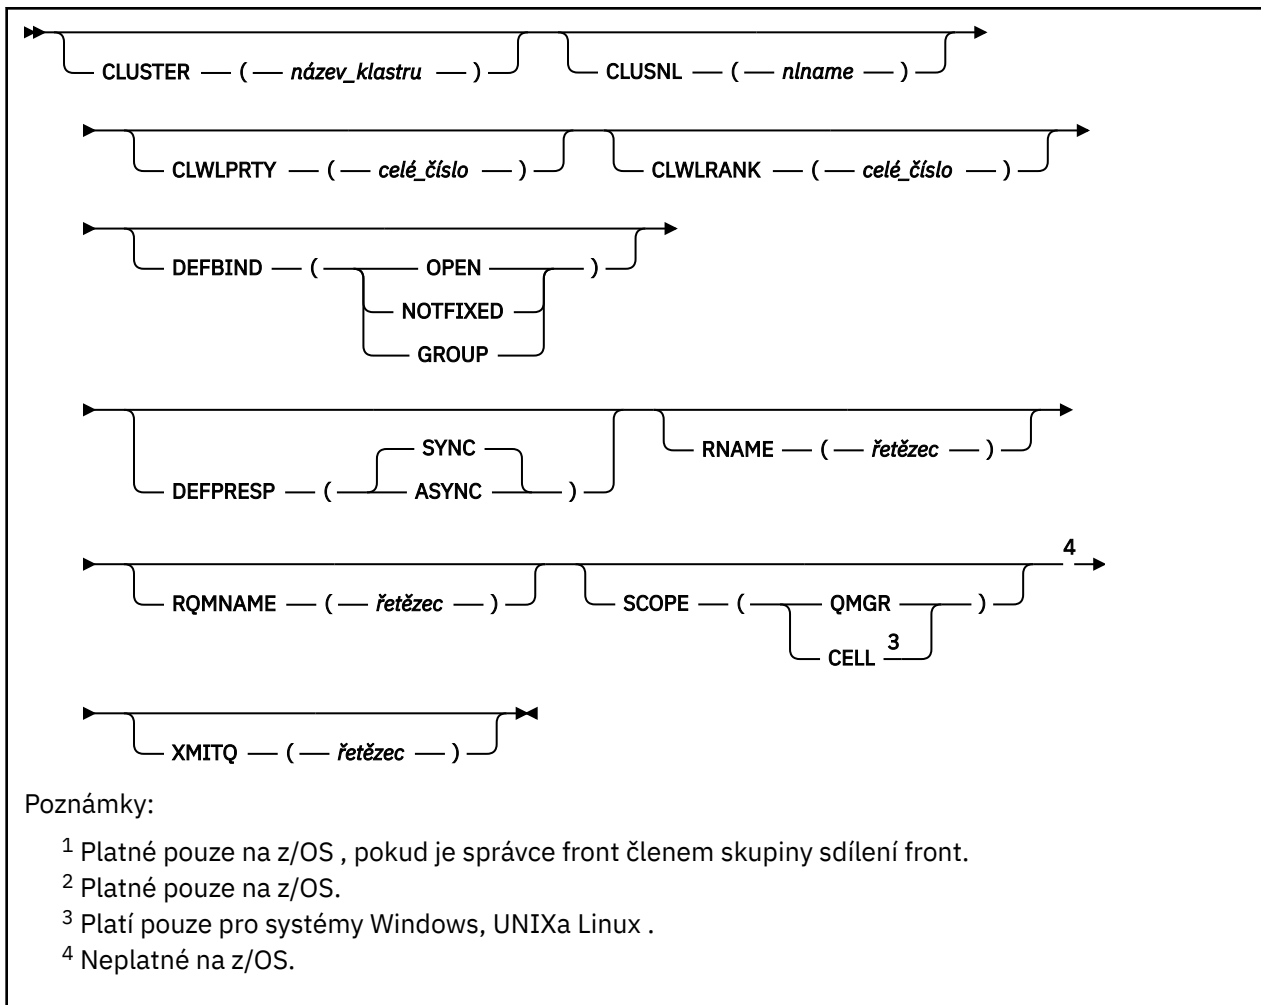 CLUSTER ( název_klastru ) CLUSNL ( nlname )
CLWLPRTY ( celé_číslo ) CLWLRANK ( celé_číslo )
DEFBIND ( OPEN )
NOTFIXED
GROUP
SYNC
DEFPRESP ( ASYNC ) RNAME ( řetězec )
4
RQMNAME ( řetězec ) SCOPE ( QMGR )
CELL 3
XMITQ ( řetězec )
Poznámky:
1 Platné pouze na z/OS , pokud je správce front členem skupiny sdílení front.
2 Platné pouze na z/OS.
3 Platí pouze pro systémy Windows, UNIXa Linux .
4 Neplatné na z/OS.